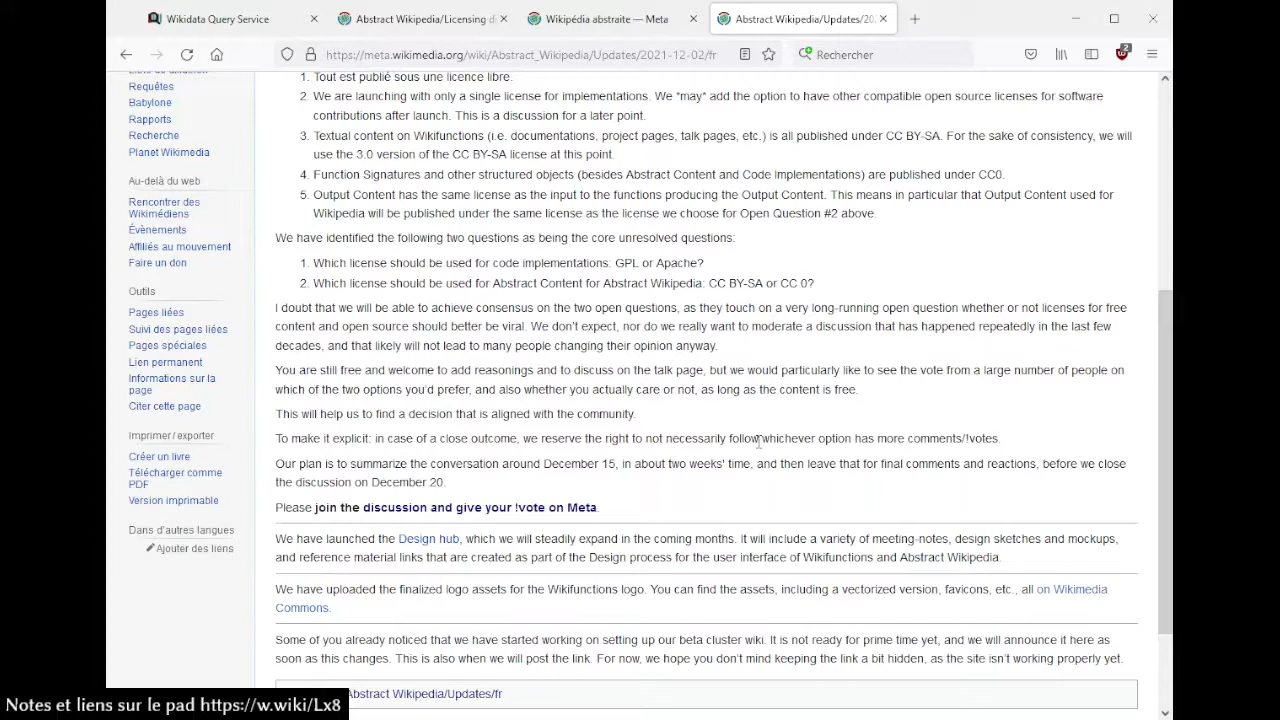 Wikidata Query Service
Abstract Wikipedia/Licensing d
Wikipédia abstraite — Meta
Abstract Wikipedia/Updates/20
https://meta.wikimedia.org/wiki/Abstract_Wikipedia/Updates/2021-12-02/fr
Rechercher
2
Requêtes
Babylone
Rapports
Recherche
Planet Wikimedia
Au-delà du web
Rencontrer des
Wikimédiens
Évènements
Affiliés au mouvement
Faire un don
Outils
Pages liées
Suivi des pages liées
Pages spéciales
Lien permanent
Informations sur la
page
Citer cette page
Imprimer / exporter
Créer un livre
Télécharger comme
PDF
Version imprimable
Dans d'autres langues
Ajouter des liens
1. Tout est publié sous une licence libre.
2. We are launching with only a single license for implementations. We *may* add the option to have other compatible open source licenses for software
contributions after launch. This is a discussion for a later point.
3. Textual content on Wikifunctions (i.e. documentations, project pages, talk pages, etc.) is all published under CC BY-SA. For the sake of consistency, we will
use the 3.0 version of the CC BY-SA license at this point.
4. Function Signatures and other structured objects (besides Abstract Content and Code Implementations) are published under CC0.
5. Output Content has the same license as the input to the functions producing the Output Content. This means in particular that Output Content used for
Wikipedia will be published under the same license as the license we choose for Open Question #2 above.
We have identified the following two questions as being the core unresolved questions:
1. Which license should be used for code implementations: GPL or Apache?
2. Which license should be used for Abstract Content for Abstract Wikipedia: CC BY-SA or CC 0?
I doubt that we will be able to achieve consensus on the two open questions, as they touch on a very long-running open question whether or not licenses for free
content and open source should better be viral. We don't expect, nor do we really want to moderate a discussion that has happened repeatedly in the last few
decades, and that likely will not lead to many people changing their opinion anyway.
You are still free and welcome to add reasonings and to discuss on the talk page, but we would particularly like to see the vote from a large number of people on
which of the two options you'd prefer, and also whether you actually care or not, as long as the content is free.
This will help us to find a decision that is aligned with the community.
To make it explicit: in case of a close outcome, we reserve the right to not necessarily follow whichever option has more comments/!votes.
Our plan is to summarize the conversation around December 15, in about two weeks' time, and then leave that for final comments and reactions, before we close
the discussion on December 20.
Please join the discussion and give your !vote on Meta.
We have launched the Design hub, which we will steadily expand in the coming months. It will include a variety of meeting-notes, design sketches and mockups,
and reference material links that are created as part of the Design process for the user interface of Wikifunctions and Abstract Wikipedia.
We have uploaded the finalized logo assets for the Wikifunctions logo. You can find the assets, including a vectorized version, favicons, etc., all on Wikimedia
Commons.
Some of you already noticed that we have started working on setting up our beta cluster wiki. It is not ready for prime time yet, and we will announce it here as
soon as this changes. This is also when we will post the link. For now, we hope you don't mind keeping the link a bit hidden, as the site isn't working properly yet.
Abstract Wikipedia/Updates/fr
Notes et liens sur le pad https://w.wiki/Lx8